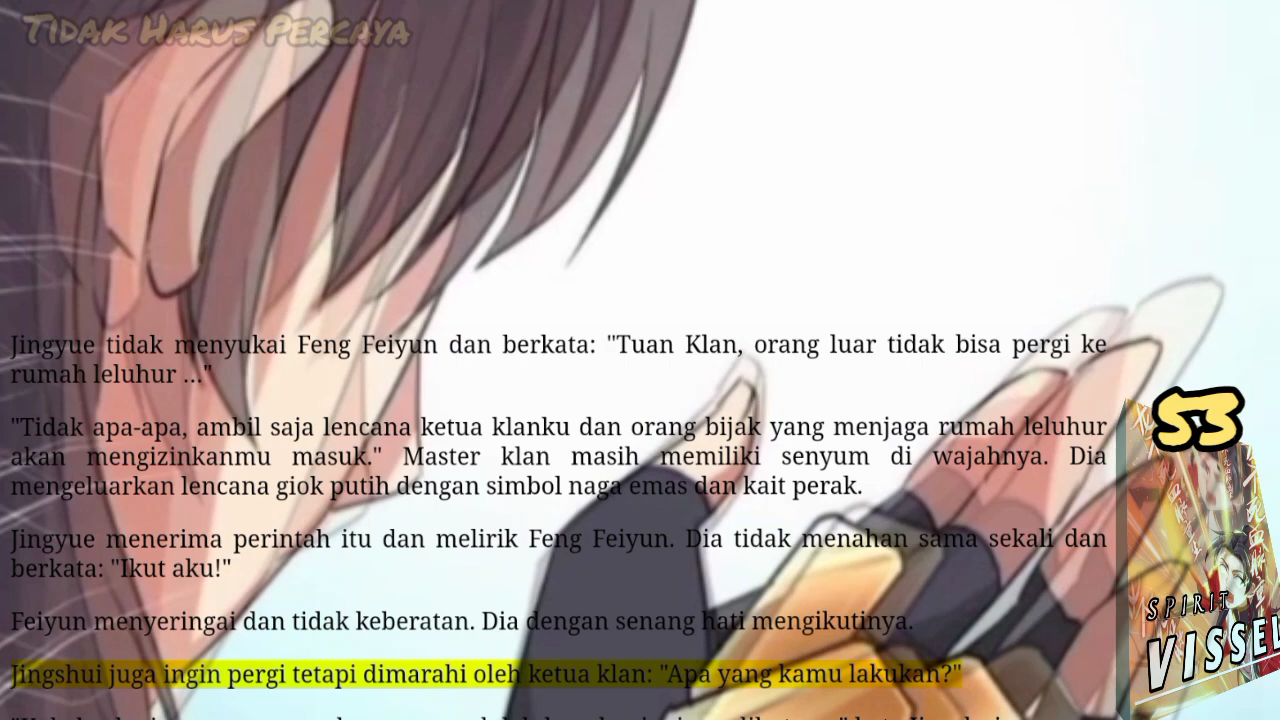 Tidak Harus Percaya
Jingyue tidak menyukai Feng Feiyun dan berkata: "Tuan Klan, orang luar tidak bisa pergi ke
rumah leluhur ..."
"Tidak apa-apa, ambil saja lencana ketua klanku dan orang bijak yang menjaga rumah leluhur
akan mengizinkanmu masuk." Master klan masih memiliki senyum di wajahnya. Dia
mengeluarkan lencana giok putih dengan simbol naga emas dan kait perak.
Jingyue menerima perintah itu dan melirik Feng Feiyun. Dia tidak menahan sama sekali dan
berkata: "Ikut aku!"
Feiyun menyeringai dan tidak keberatan. Dia dengan senang hati mengikutinya.
Jingshui juga ingin pergi tetapi dimarahi oleh ketua klan: "Apa yang kamu lakukan?"
53
SPIRIT
VISSEL